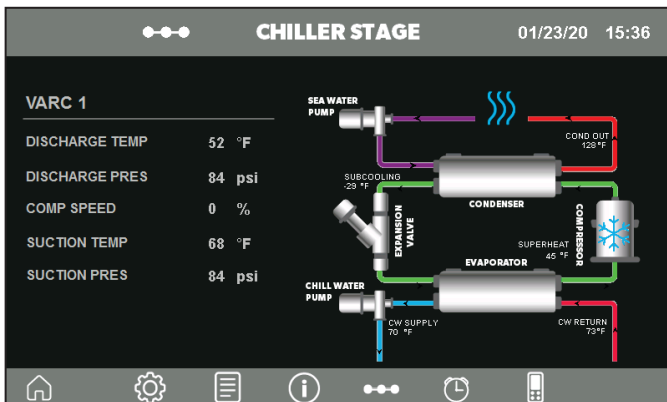 CHILLER STAGE 01/23/20 15:36
VARC 1
DISCHARGE TEMP 52 °F
DISCHARGE PRES 84 psi
COMP SPEED 0 %
SUCTION TEMP 68 °F
SUCTION PRES 84 psi
SEA WATER
PUMP
COND OUT
128 °F
SUBCOOLING
-29 °F
CONDENSER
EXPANSION
VALVE
COMPRESSOR
SUPERHEAT
45 °F
EVAPORATOR
CHILL WATER
PUMP
CW SUPPLY
70 °F
CW RETURN
73°F